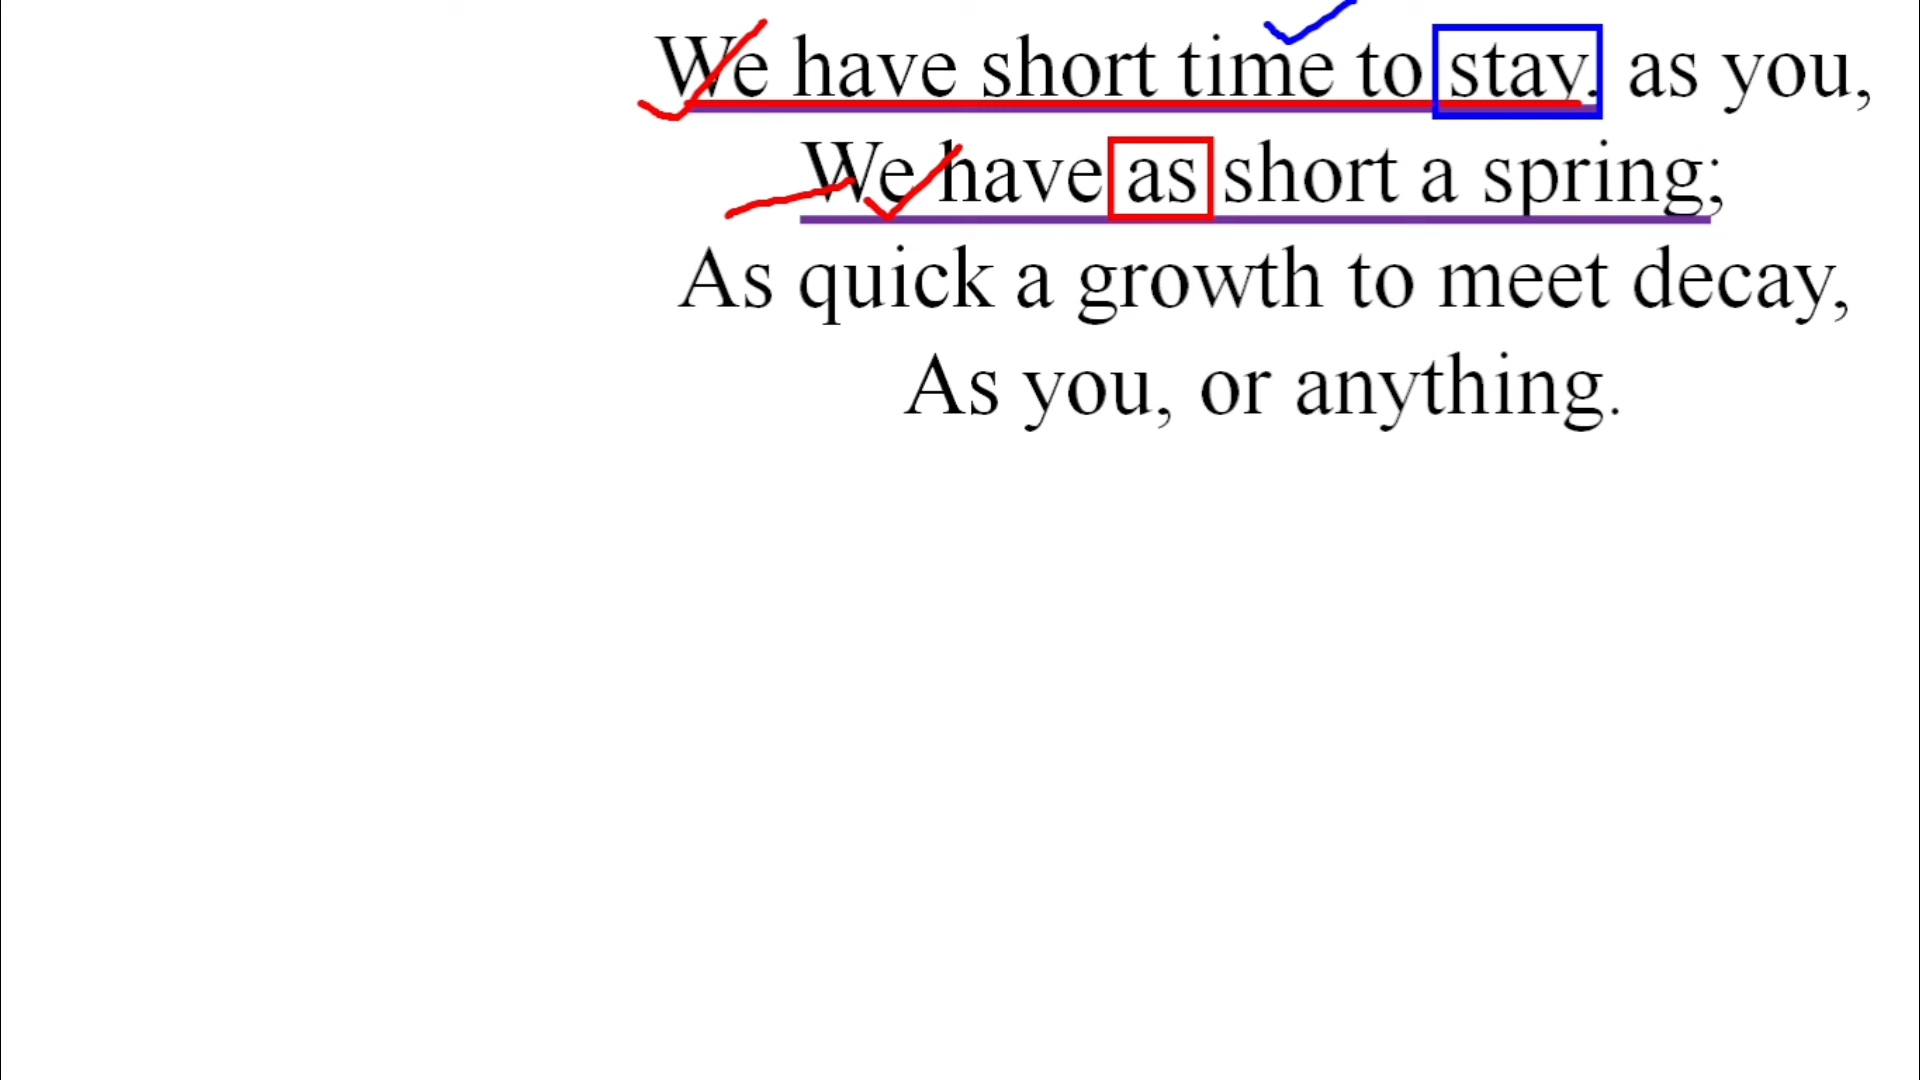 We have short time to stay, as you,
We have as short a spring;
As quick a growth to meet decay,
As you, or anything.